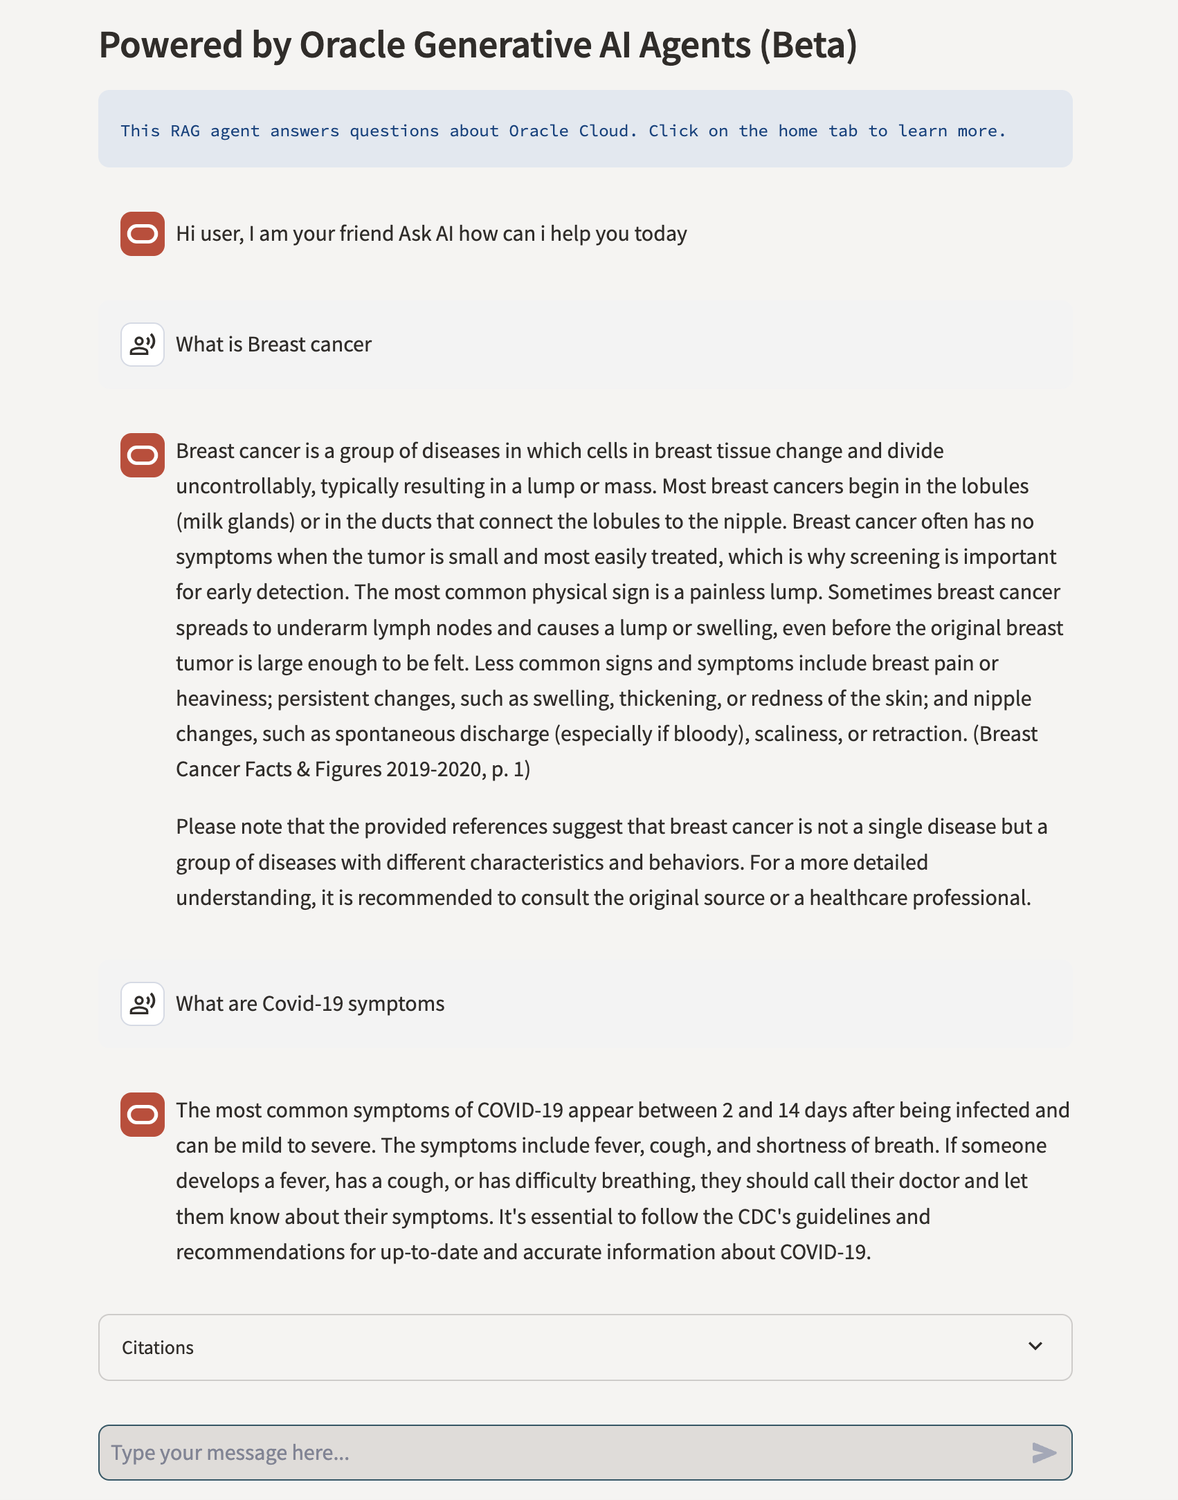 Powered by Oracle Generative AI Agents (Beta)
This RAG agent answers questions about Oracle Cloud. Click on the home tab to learn more.
Hi user, I am your friend Ask AI how can i help you today
What is Breast cancer
Breast cancer is a group of diseases in which cells in breast tissue change and divide
uncontrollably, typically resulting in a lump or mass. Most breast cancers begin in the lobules
(milk glands) or in the ducts that connect the lobules to the nipple. Breast cancer often has no
symptoms when the tumor is small and most easily treated, which is why screening is important
for early detection. The most common physical sign is a painless lump. Sometimes breast cancer
spreads to underarm lymph nodes and causes a lump or swelling, even before the original breast
tumor is large enough to be felt. Less common signs and symptoms include breast pain or
heaviness; persistent changes, such as swelling, thickening, or redness of the skin; and nipple
changes, such as spontaneous discharge (especially if bloody), scaliness, or retraction. (Breast
Cancer Facts & Figures 2019-2020, p. 1)
Please note that the provided references suggest that breast cancer is not a single disease but a
group of diseases with different characteristics and behaviors. For a more detailed
understanding, it is recommended to consult the original source or a healthcare professional.
What are Covid-19 symptoms
The most common symptoms of COVID-19 appear between 2 and 14 days after being infected and
can be mild to severe. The symptoms include fever, cough, and shortness of breath. If someone
develops a fever, has a cough, or has difficulty breathing, they should call their doctor and let
them know about their symptoms. It's essential to follow the CDC's guidelines and
recommendations for up-to-date and accurate information about COVID-19.
Citations
Type your message here...